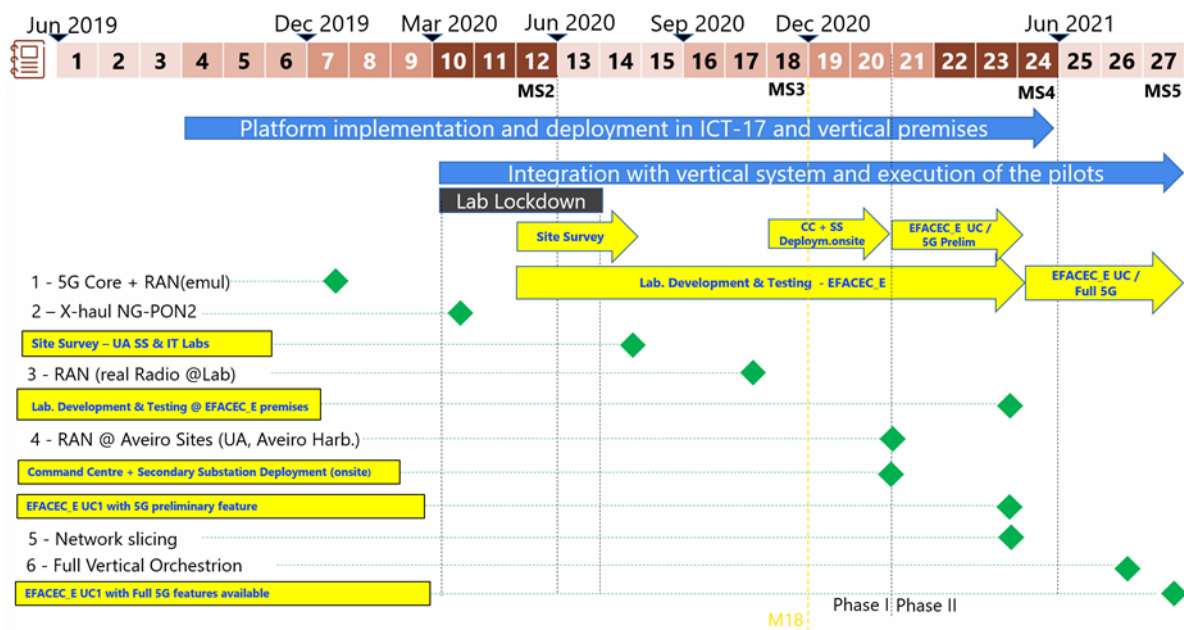 Jun 2019 Dec 2019 Mar 2020 Jun 2020 Sep 2020 Dec 2020 Jun 2021
1 2 3 4 5 6 7 8 9 10 11 12 13 14 15 16 17 18 19 20 21 22 23 24 25 26 27
MS2 MS3 MS4 MS5
Platform implementation and deployment in ICT-17 and vertical premises
Integration with vertical system and execution of the pilots
Lab Lockdown
Site Survey
CC + SS
Deploym.onsite
EFACEC_E UC /
5G Prelim
Lab. Development & Testing - EFACEC_E
EFACEC_E UC /
Full 5G
1 - 5G Core + RAN(emul)
2 – X-haul NG-PON2
Site Survey – UA SS & IT Labs
3 - RAN (real Radio @Lab)
Lab. Development & Testing @ EFACEC_E premises
4 - RAN @ Aveiro Sites (UA, Aveiro Harb.)
Command Centre + Secondary Substation Deployment (onsite)
EFACEC_E UC1 with 5G preliminary feature
5 - Network slicing
6 - Full Vertical Orchestrion
EFACEC_E UC1 with Full 5G features available
Phase I Phase II
M18